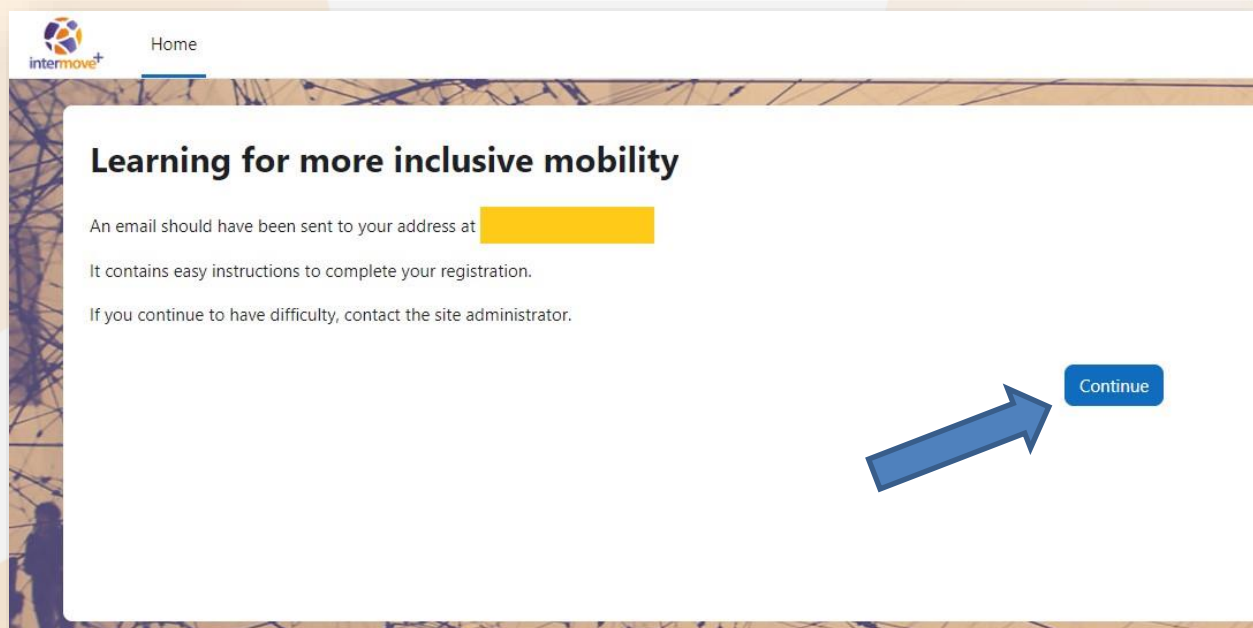 intermove+
Home
Learning for more inclusive mobility
An email should have been sent to your address at
It contains easy instructions to complete your registration.
If you continue to have difficulty, contact the site administrator.
Continue